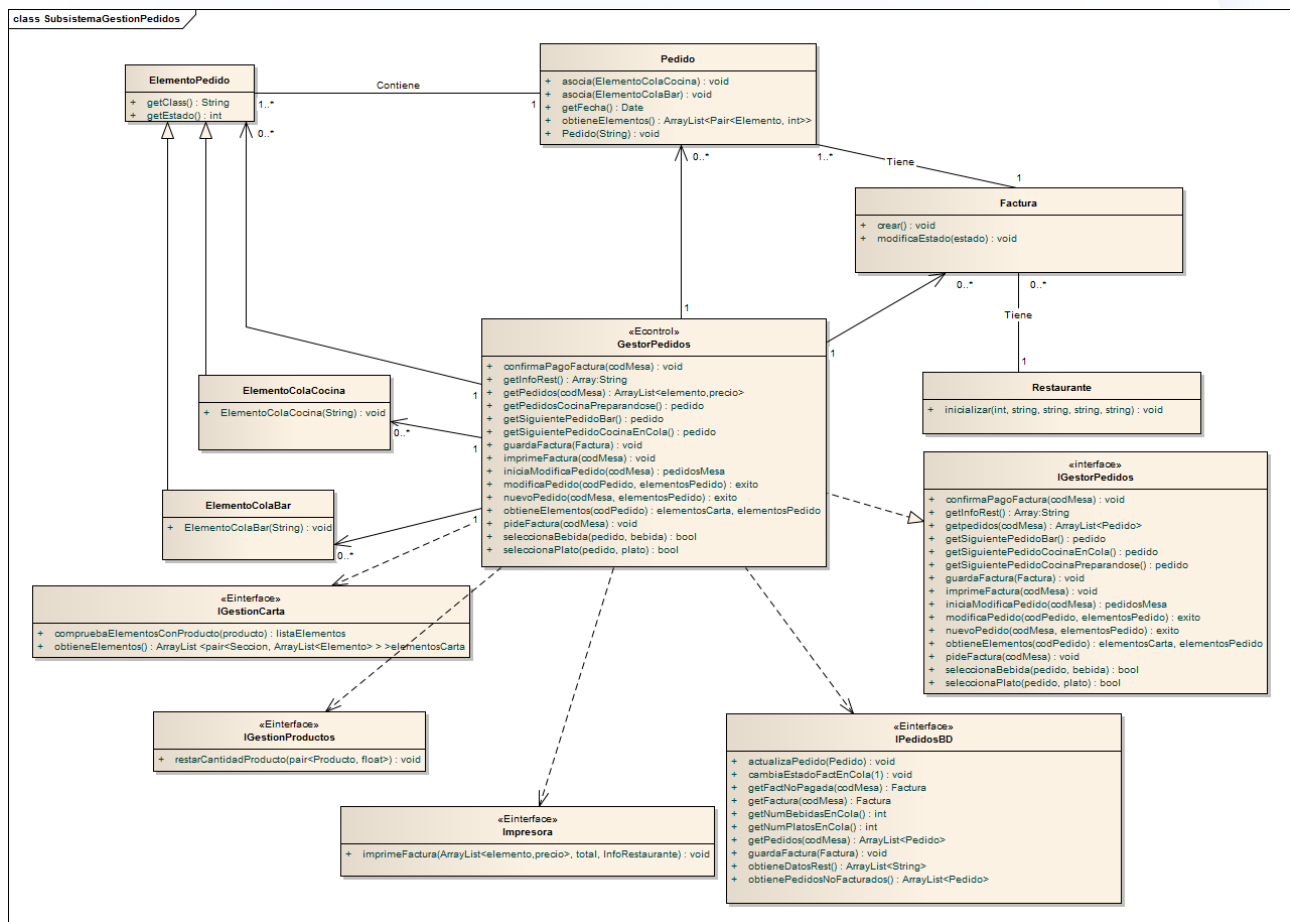 class SubsistemaGestionPedidos
ElementoPedido
+ getClass() : String
+ getEstado() : int
Contiene
1..*
1
0..*
Pedido
+ asocia(ElementoColaCocina) : void
+ asocia(ElementoColaBar) : void
+ getFecha() : Date
+ obtieneElementos() : ArrayList<Pair<Elemento, int>>
+ Pedido(String) : void
0..*
1..*
Tiene
1
Factura
+ crear() : void
+ modificaEstado(estado) : void
0..*
0..*
Tiene
1
1
1
Restaurante
+ inicializar(int, string, string, string, string) : void
«Econtrol»
GestorPedidos
+ confirmaPagoFactura(codMesa) : void
+ getInfoRest() : Array:String
+ getPedidos(codMesa) : ArrayList<elemento,precio>
+ getPedidosCocinaPreparandose() : pedido
+ getSiguientePedidoBar() : pedido
+ getSiguientePedidoCocinaEnCola() : pedido
+ guardaFactura(Factura) : void
+ imprimeFactura(codMesa) : void
+ iniciaModificaPedido(codMesa) : pedidosMesa
+ modificaPedido(codPedido, elementosPedido) : exito
+ nuevoPedido(codMesa, elementosPedido) : exito
+ obtieneElementos(codPedido) : elementosCarta, elementosPedido
+ pideFactura(codMesa) : void
+ seleccionaBebida(pedido, bebida) : bool
+ seleccionaPlato(pedido, plato) : bool
ElementoColaCocina
+ ElementoColaCocina(String) : void
1
0..*
1
ElementoColaBar
+ ElementoColaBar(String) : void
1
0..*
«interface»
IGestorPedidos
+ confirmaPagoFactura(codMesa) : void
+ getInfoRest() : Array:String
+ getpedidos(codMesa) : ArrayList<Pedido>
+ getSiguientePedidoBar() : pedido
+ getSiguientePedidoCocinaEnCola() : pedido
+ getSiguientePedidoCocinaPreparandose() : pedido
+ guardaFactura(Factura) : void
+ imprimeFactura(codMesa) : void
+ iniciaModificaPedido(codMesa) : pedidosMesa
+ modificaPedido(codPedido, elementosPedido) : exito
+ nuevoPedido(codMesa, elementosPedido) : exito
+ obtieneElementos(codPedido) : elementosCarta, elementosPedido
+ pideFactura(codMesa) : void
+ seleccionaBebida(pedido, bebida) : bool
+ seleccionaPlato(pedido, plato) : bool
«Einterface»
IGestionCarta
+ compruebaElementosConProducto(producto) : listaElementos
+ obtieneElementos() : ArrayList <pair<Seccion, ArrayList<Elemento> > >elementosCarta
«Einterface»
IGestionProductos
+ restarCantidadProducto(pair<Producto, float>) : void
«Einterface»
Impresora
+ imprimeFactura(ArrayList<elemento,precio>, total, InfoRestaurante) : void
«Einterface»
IPedidosBD
+ actualizaPedido(Pedido) : void
+ cambiaEstadoFactEnCola(1) : void
+ getFactNoPagada(codMesa) : Factura
+ getFactura(codMesa) : Factura
+ getNumBebidasEnCola() : int
+ getNumPlatosEnCola() : int
+ getPedidos(codMesa) : ArrayList<Pedido>
+ guardaFactura(Factura) : void
+ obtieneDatosRest() : ArrayList<String>
+ obtienePedidosNoFacturados() : ArrayList<Pedido>